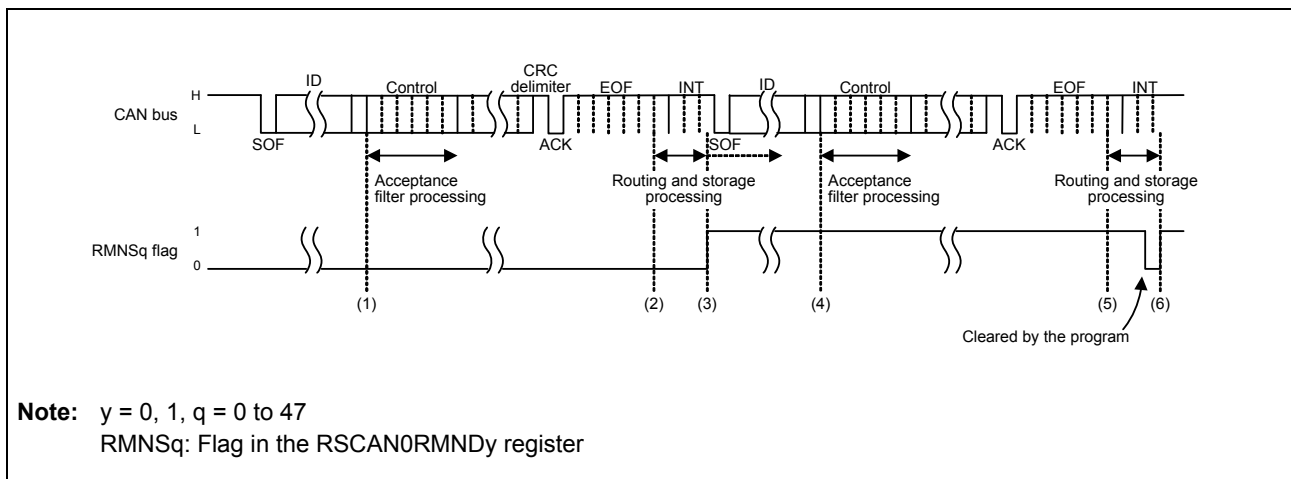 CRC
ID Control delimiter EOF INT ID Control EOF INT
H
CAN bus
L
SOF ACK SOF ACK
Acceptance
filter processing
Routing and storage
processing
Acceptance
filter processing
Routing and storage
processing
1
RMNSq flag
0
(1) (2) (3) (4) (5) (6)
Cleared by the program
Note: y = 0, 1, q = 0 to 47
RMNSq: Flag in the RSCAN0RMNDy register